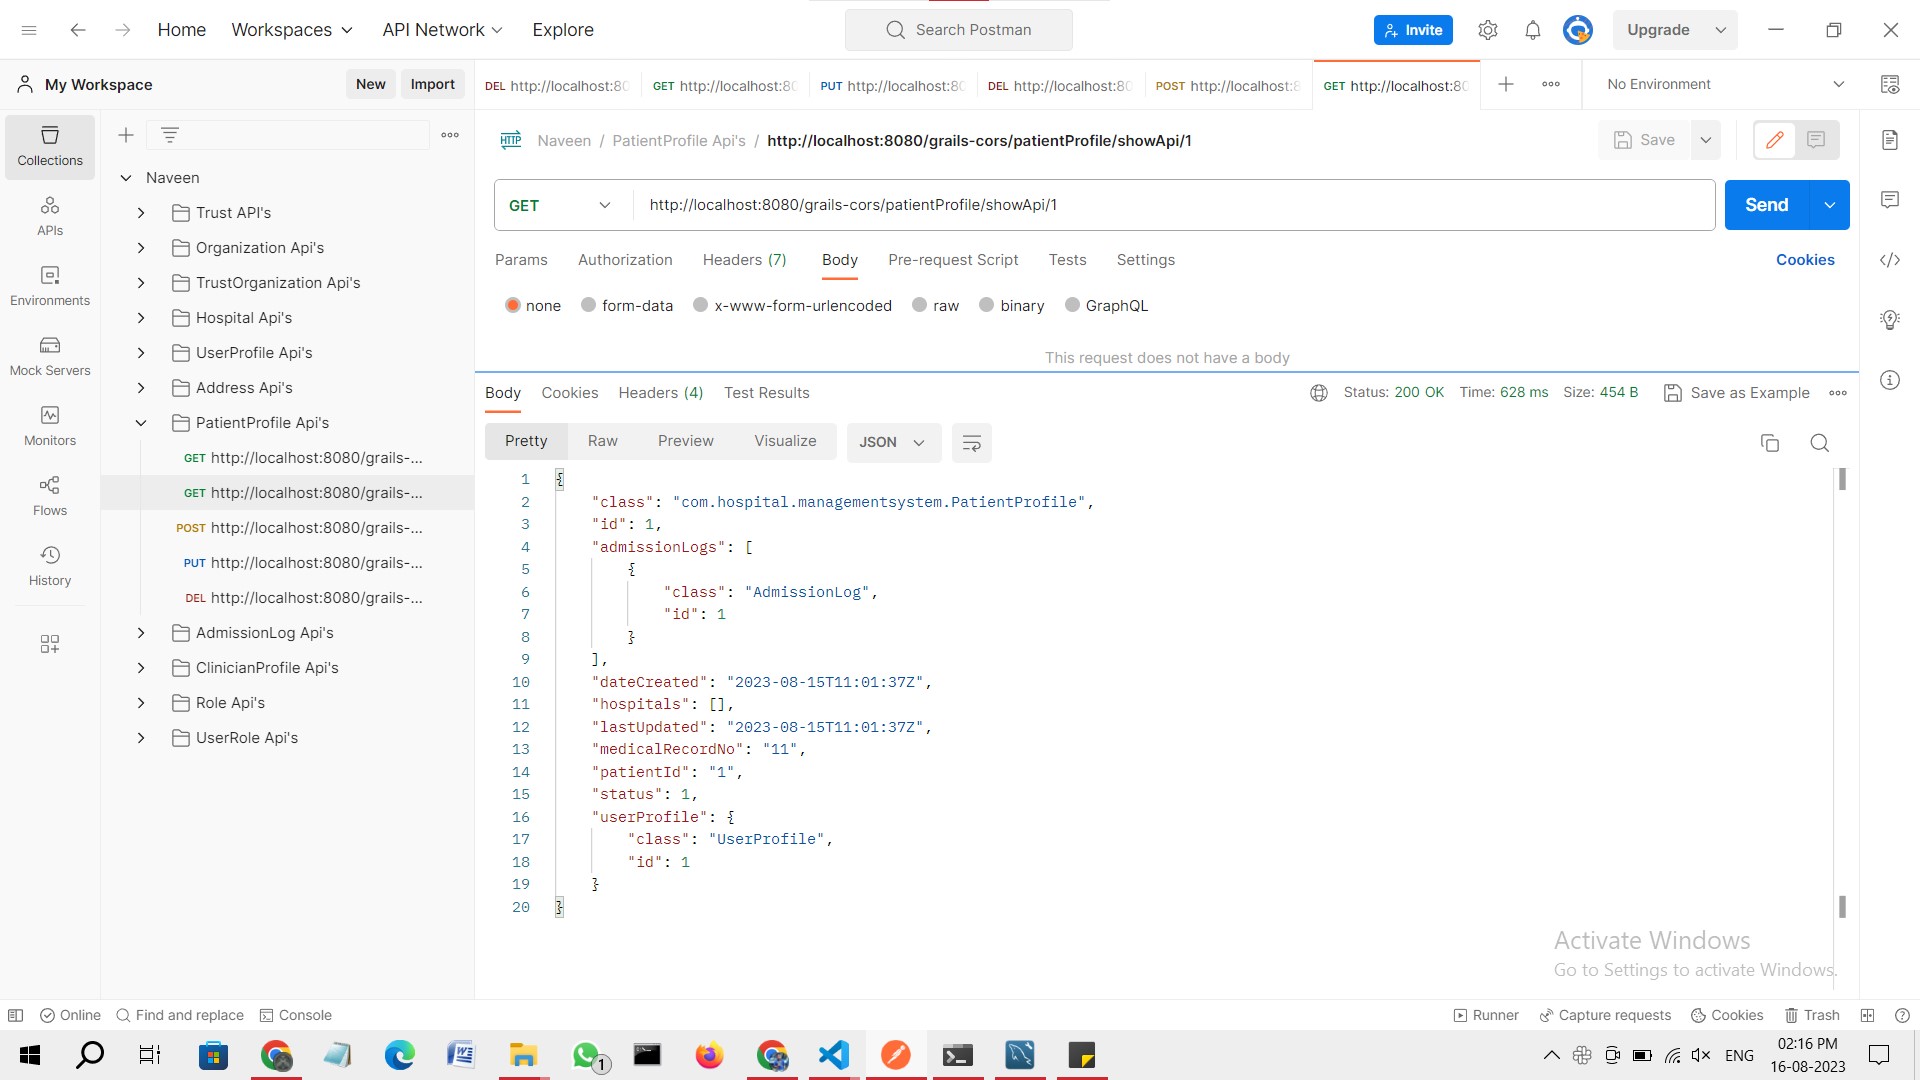 Home Workspaces API Network Explore Search Postman Invite Upgrade
My Workspace New Import
DEL http://localhost:80 GET http://localhost:80 PUT http://localhost:80 DEL http://localhost:80 POST http://localhost:8 GET http://localhost:80 No Environment
Collections
APIs
Environments
Mock Servers
Monitors
Flows
History
Naveen
Trust API's
Organization Api's
TrustOrganization Api's
Hospital Api's
UserProfile Api's
Address Api's
PatientProfile Api's
GET http://localhost:8080/grails-...
GET http://localhost:8080/grails-...
POST http://localhost:8080/grails-...
PUT http://localhost:8080/grails-...
DEL http://localhost:8080/grails-...
AdmissionLog Api's
ClinicianProfile Api's
Role Api's
UserRole Api's
HTTP Naveen / PatientProfile Api's / http://localhost:8080/grails-cors/patientProfile/showApi/1 Save
GET http://localhost:8080/grails-cors/patientProfile/showApi/1 Send
Params Authorization Headers (7) Body Pre-request Script Tests Settings Cookies
none form-data x-www-form-urlencoded raw binary GraphQL
This request does not have a body
Body Cookies Headers (4) Test Results Status: 200 OK Time: 628 ms Size: 454 B Save as Example
Pretty Raw Preview Visualize JSON
1 {
2 "class": "com.hospital.managementsystem.PatientProfile",
3 "id": 1,
4 "admissionLogs": [
5 {
6 "class": "AdmissionLog",
7 "id": 1
8 }
9 ],
10 "dateCreated": "2023-08-15T11:01:37Z",
11 "hospitals": [],
12 "lastUpdated": "2023-08-15T11:01:37Z",
13 "medicalRecordNo": "11",
14 "patientId": "1",
15 "status": 1,
16 "userProfile": {
17 "class": "UserProfile",
18 "id": 1
19 }
20 }
Activate Windows
Go to Settings to activate Windows.
Online Find and replace Console Runner Capture requests Cookies Trash
1 ENG 02:16 PM
16-08-2023